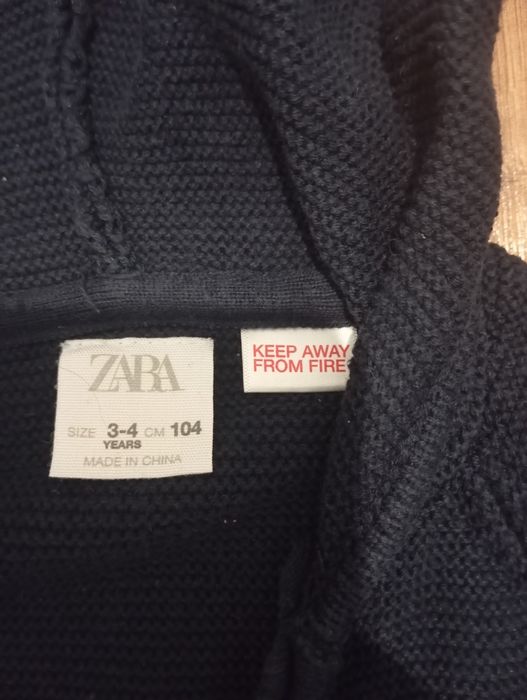 ZARA
SIZE 3-4 CM 104
YEARS
MADE IN CHINA
KEEP AWAY
FROM FIRE